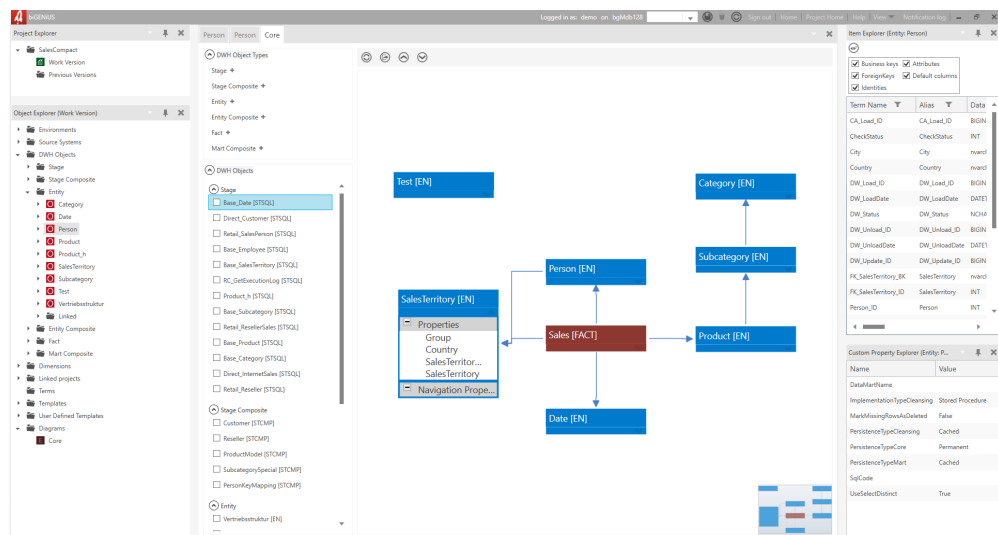 biGENIUS
Logged in as: demo on bgMdb128
Sign out Home Project Home Help View Notification log
Project Explorer
SalesCompact
Work Version
Previous Versions
Object Explorer (Work Version)
Environments
Source Systems
DWH Objects
Stage
Stage Composite
Entity
Category
Date
Person
Product
Product_h
SalesTerritory
Subcategory
Test
Vertriebsstruktur
Linked
Entity Composite
Fact
Mart Composite
Dimensions
Linked projects
Terms
Templates
User Defined Templates
Diagrams
Core
Person Person Core
DWH Object Types
Stage +
Stage Composite +
Entity +
Entity Composite +
Fact +
Mart Composite +
DWH Objects
Stage
Base_Date [STSQL]
Direct_Customer [STSQL]
Retail_SalesPerson [STSQL]
Base_Employee [STSQL]
Base_SalesTerritory [STSQL]
RC_GetExecutionLog [STSQL]
Product_h [STSQL]
Base_Subcategory [STSQL]
Retail_ResellerSales [STSQL]
Base_Product [STSQL]
Base_Category [STSQL]
Direct_InternetSales [STSQL]
Retail_Reseller [STSQL]
Stage Composite
Customer [STCMP]
Reseller [STCMP]
ProductModel [STCMP]
SubcategorySpecial [STCMP]
PersonKeyMapping [STCMP]
Entity
Vertriebsstruktur [EN]
Test [EN]
Category [EN]
Subcategory [EN]
Person [EN]
SalesTerritory [EN]
Properties
Group
Country
SalesTerritor...
SalesTerritory
Navigation Prope...
Sales [FACT]
Product [EN]
Date [EN]
Item Explorer (Entity: Person)
Business keys Attributes
ForeignKeys Default columns
Identities
Term Name Alias Data
CA_Load_ID CA_Load_ID BIGIN
CheckStatus CheckStatus INT
City City nvarcl
Country Country nvarcl
DW_Load_ID DW_Load_ID BIGIN
DW_LoadDate DW_LoadDate DATET
DW_Status DW_Status NCHA
DW_Unload_ID DW_Unload_ID BIGIN
DW_UnloadDate DW_UnloadDate DATET
DW_Update_ID DW_Update_ID BIGIN
FK_SalesTerritory_BK SalesTerritory nvarcl
FK_SalesTerritory_ID SalesTerritory INT
Person_ID Person INT
Custom Property Explorer (Entity: P...
Name Value
DataMartName
ImplementationTypeCleansing Stored Procedure
MarkMissingRowsAsDeleted False
PersistenceTypeCleansing Cached
PersistenceTypeCore Permanent
PersistenceTypeMart Cached
SqlCode
UseSelectDistinct True